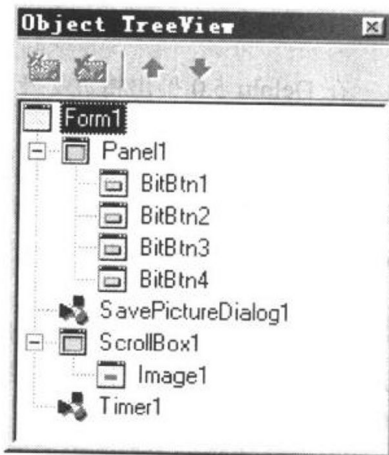 Object TreeView
Form1
Panel1
BitBtn1
BitBtn2
BitBtn3
BitBtn4
SavePictureDialog1
ScrollBox1
Image1
Timer1